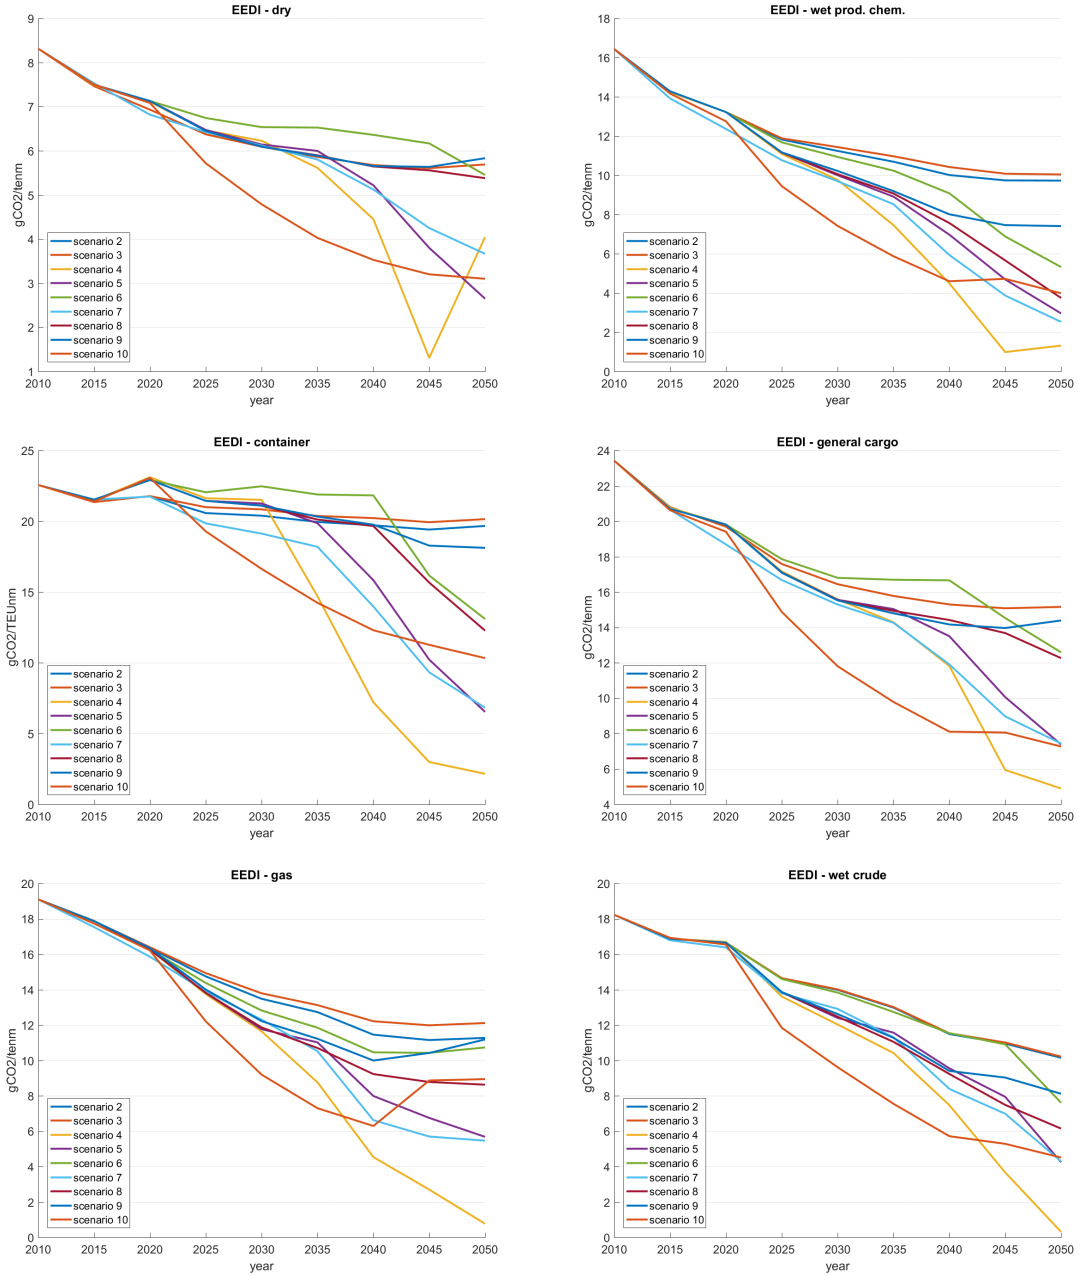 EEDI - dry
9
8
7
6
5
4
3
2
1
gCO2/tenm
scenario 2
scenario 3
scenario 4
scenario 5
scenario 6
scenario 7
scenario 8
scenario 9
scenario 10
2010 2015 2020 2025 2030 2035 2040 2045 2050
year
EEDI - wet prod. chem.
18
16
14
12
10
8
6
4
2
0
gCO2/tenm
scenario 2
scenario 3
scenario 4
scenario 5
scenario 6
scenario 7
scenario 8
scenario 9
scenario 10
2010 2015 2020 2025 2030 2035 2040 2045 2050
year
EEDI - container
25
20
15
10
5
0
gCO2/TEUnm
scenario 2
scenario 3
scenario 4
scenario 5
scenario 6
scenario 7
scenario 8
scenario 9
scenario 10
2010 2015 2020 2025 2030 2035 2040 2045 2050
year
EEDI - general cargo
24
22
20
18
16
14
12
10
8
6
4
gCO2/tenm
scenario 2
scenario 3
scenario 4
scenario 5
scenario 6
scenario 7
scenario 8
scenario 9
scenario 10
2010 2015 2020 2025 2030 2035 2040 2045 2050
year
EEDI - gas
20
18
16
14
12
10
8
6
4
2
0
gCO2/tenm
scenario 2
scenario 3
scenario 4
scenario 5
scenario 6
scenario 7
scenario 8
scenario 9
scenario 10
2010 2015 2020 2025 2030 2035 2040 2045 2050
year
EEDI - wet crude
20
18
16
14
12
10
8
6
4
2
0
gCO2/tenm
scenario 2
scenario 3
scenario 4
scenario 5
scenario 6
scenario 7
scenario 8
scenario 9
scenario 10
2010 2015 2020 2025 2030 2035 2040 2045 2050
year